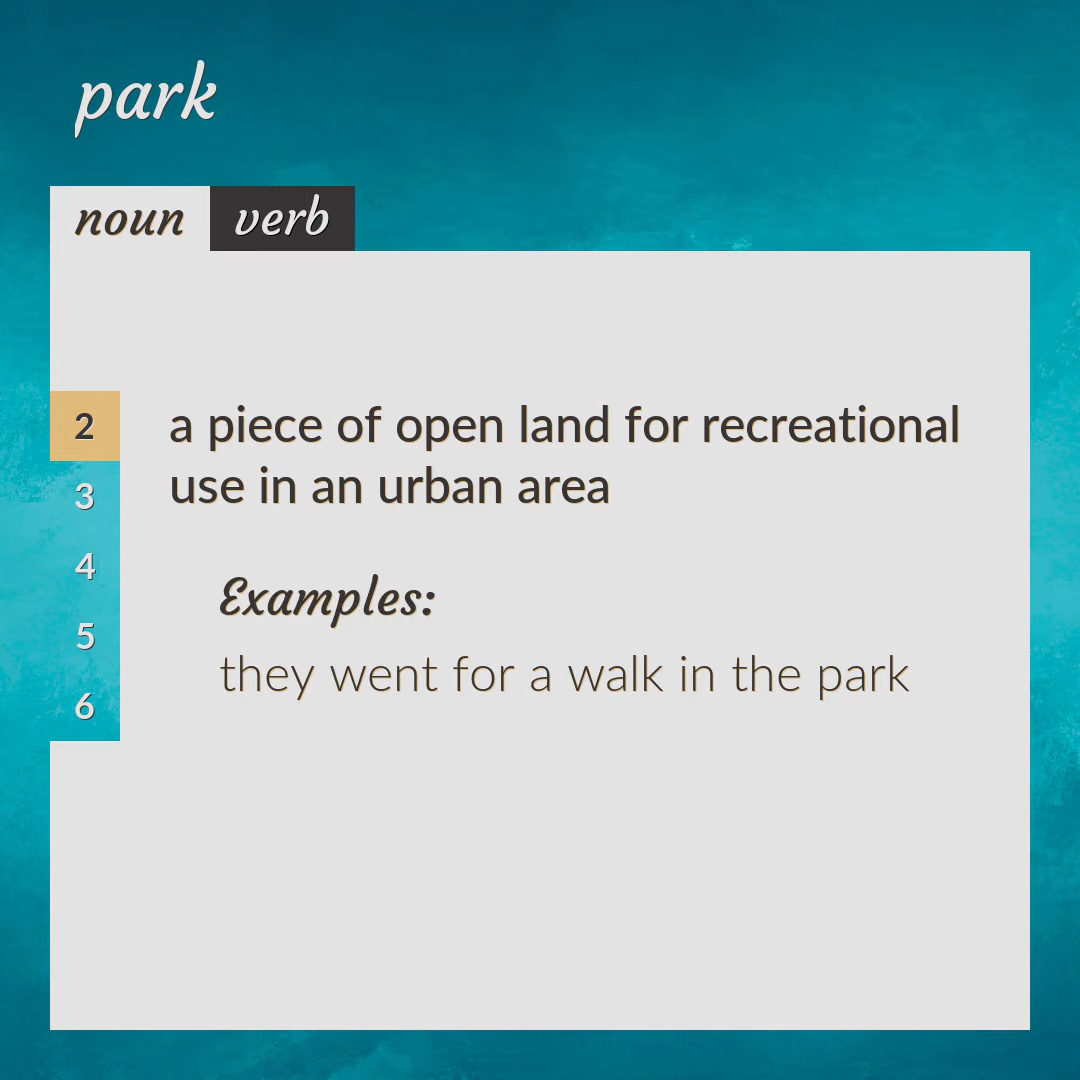 park
noun verb
2 a piece of open land for recreational
use in an urban area
3
4
5
6
Examples:
they went for a walk in the park